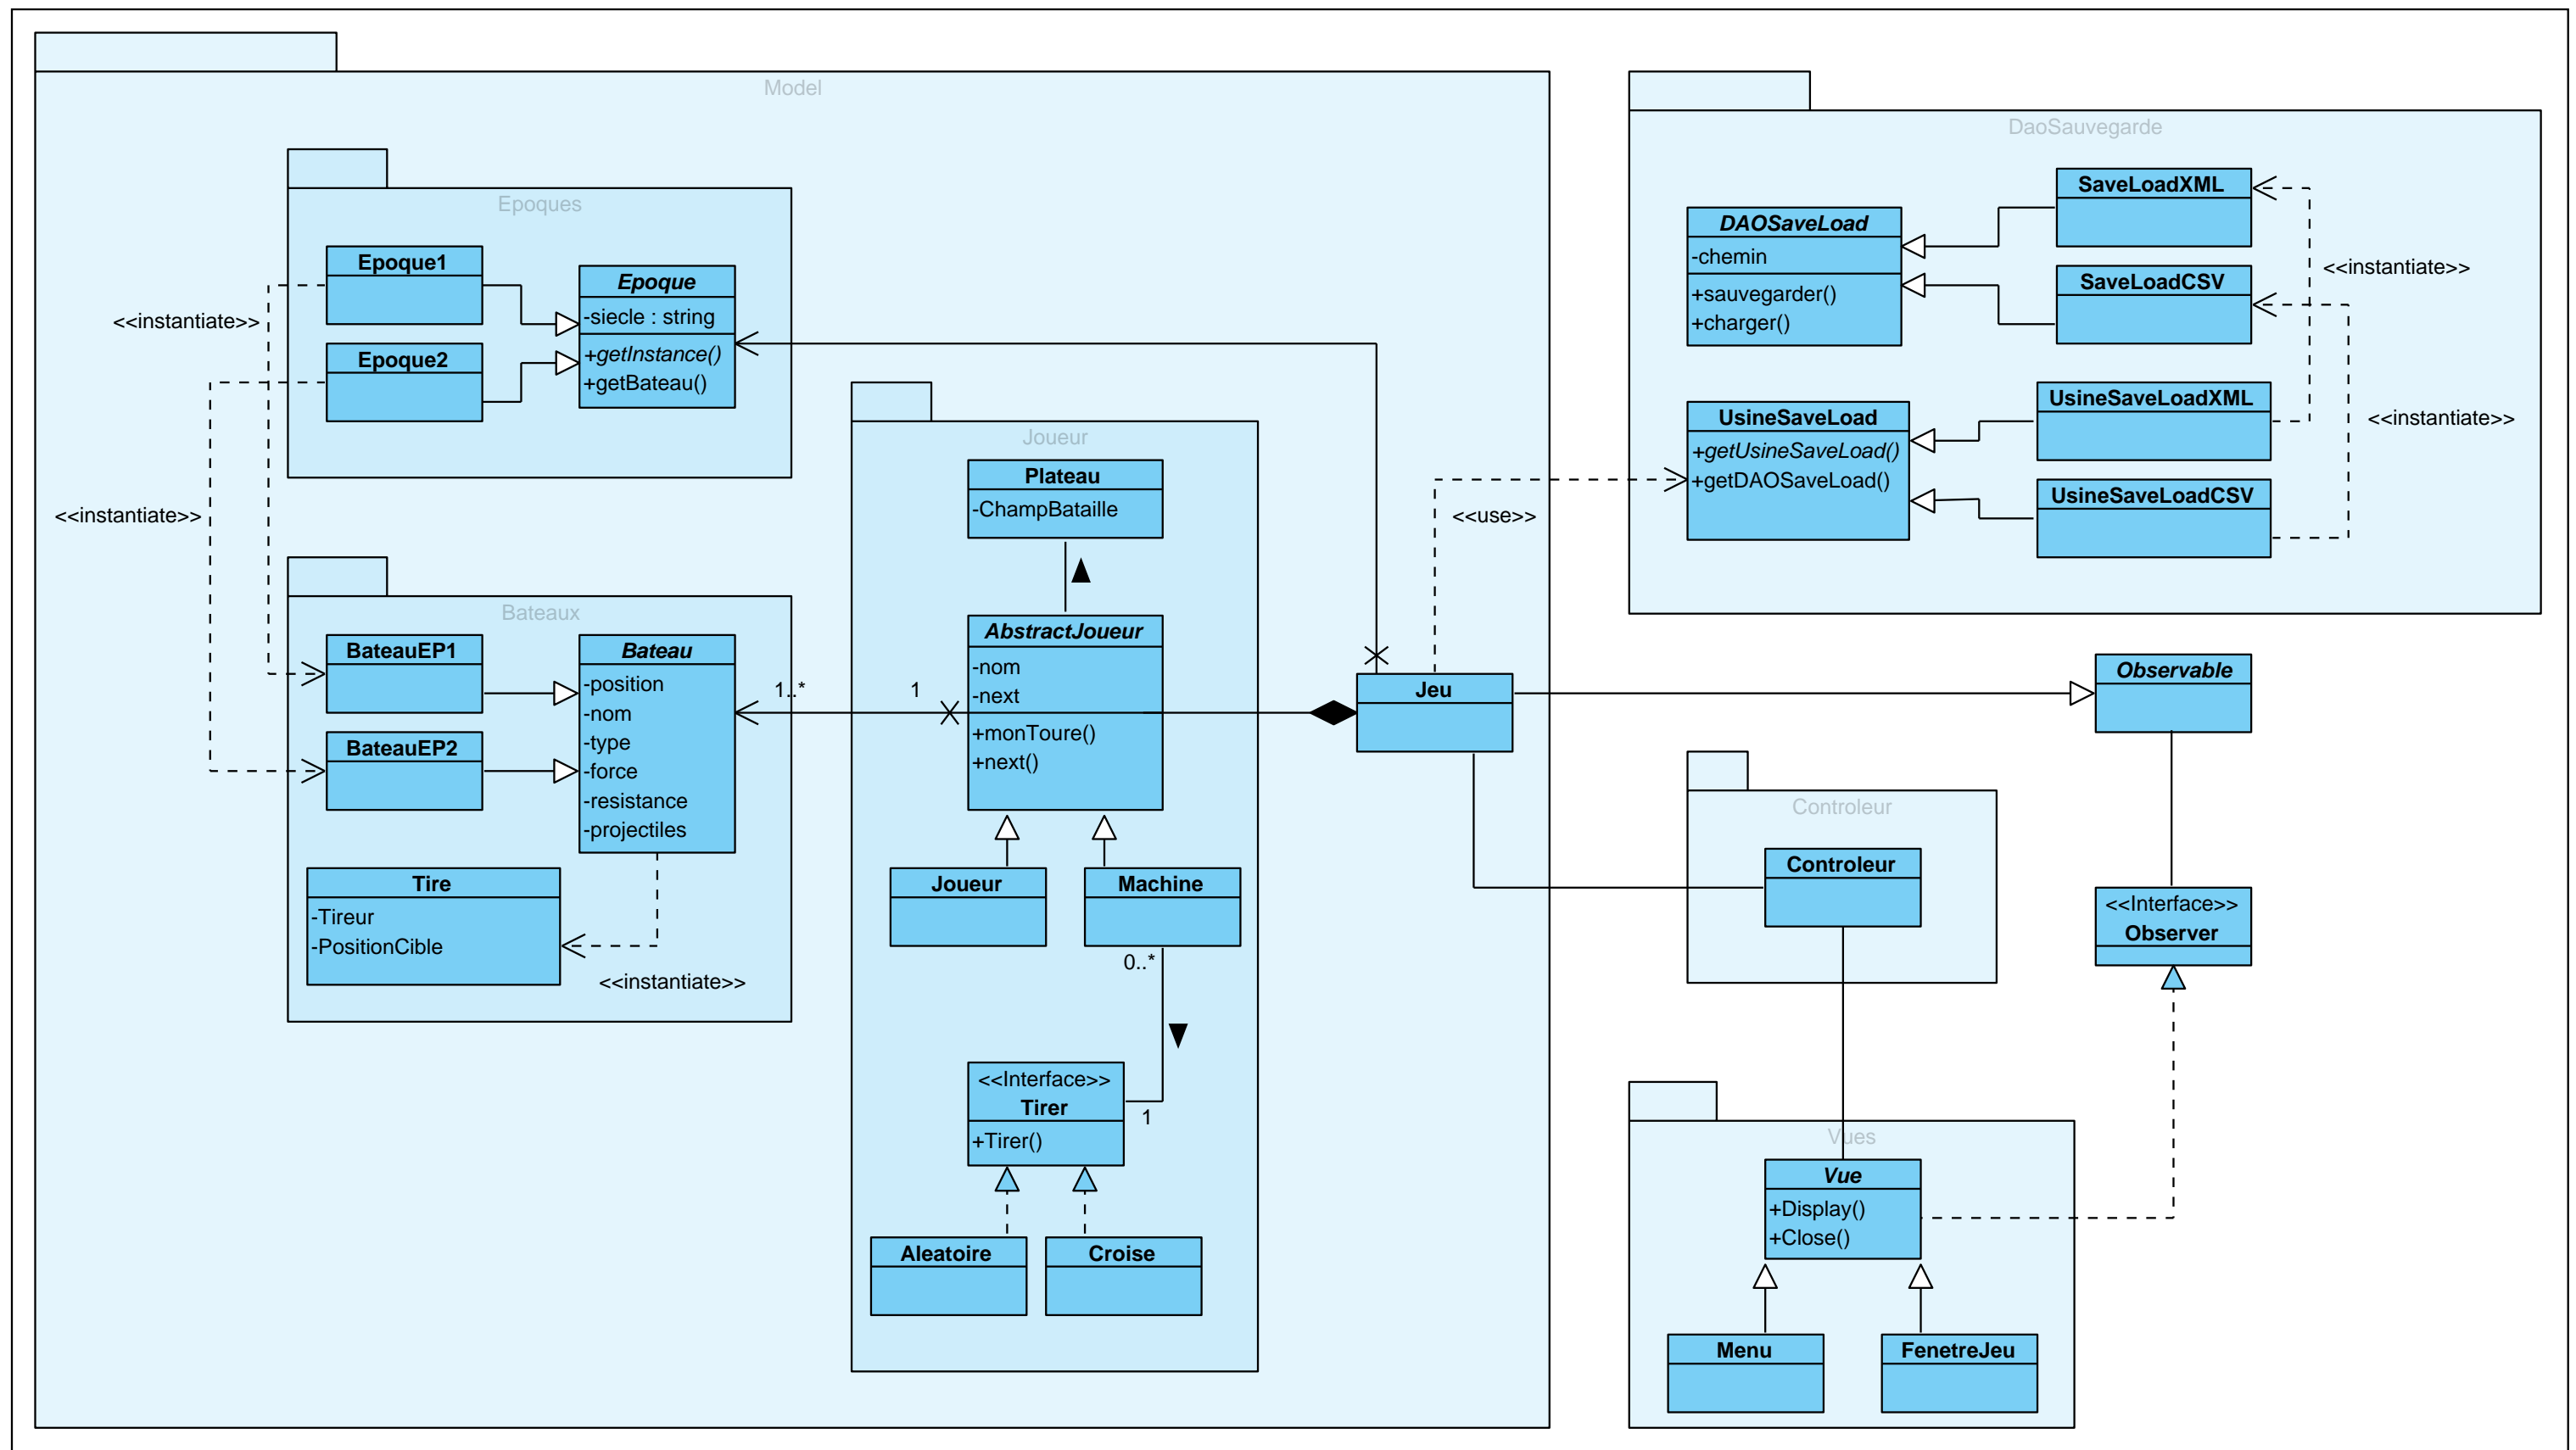 Model
Epoques
Epoque1
Epoque2
Epoque
-siecle : string
+getInstance()
+getBateau()
<<instantiate>>
<<instantiate>>
Bateaux
BateauEP1
BateauEP2
Bateau
-position
-nom
-type
-force
-resistance
-projectiles
Tire
-Tireur
-PositionCible
<<instantiate>>
1..*
1
Joueur
Plateau
-ChampBataille
AbstractJoueur
-nom
-next
+monToure()
+next()
Joueur
Machine
0..*
1
<<Interface>>
Tirer
+Tirer()
Aleatoire
Croise
Jeu
<<use>>
DaoSauvegarde
DAOSaveLoad
-chemin
+sauvegarder()
+charger()
SaveLoadXML
SaveLoadCSV
<<instantiate>>
UsineSaveLoad
+getUsineSaveLoad()
+getDAOSaveLoad()
UsineSaveLoadXML
UsineSaveLoadCSV
<<instantiate>>
Observable
<<Interface>>
Observer
Controleur
Controleur
Vues
Vue
+Display()
+Close()
Menu
FenetreJeu